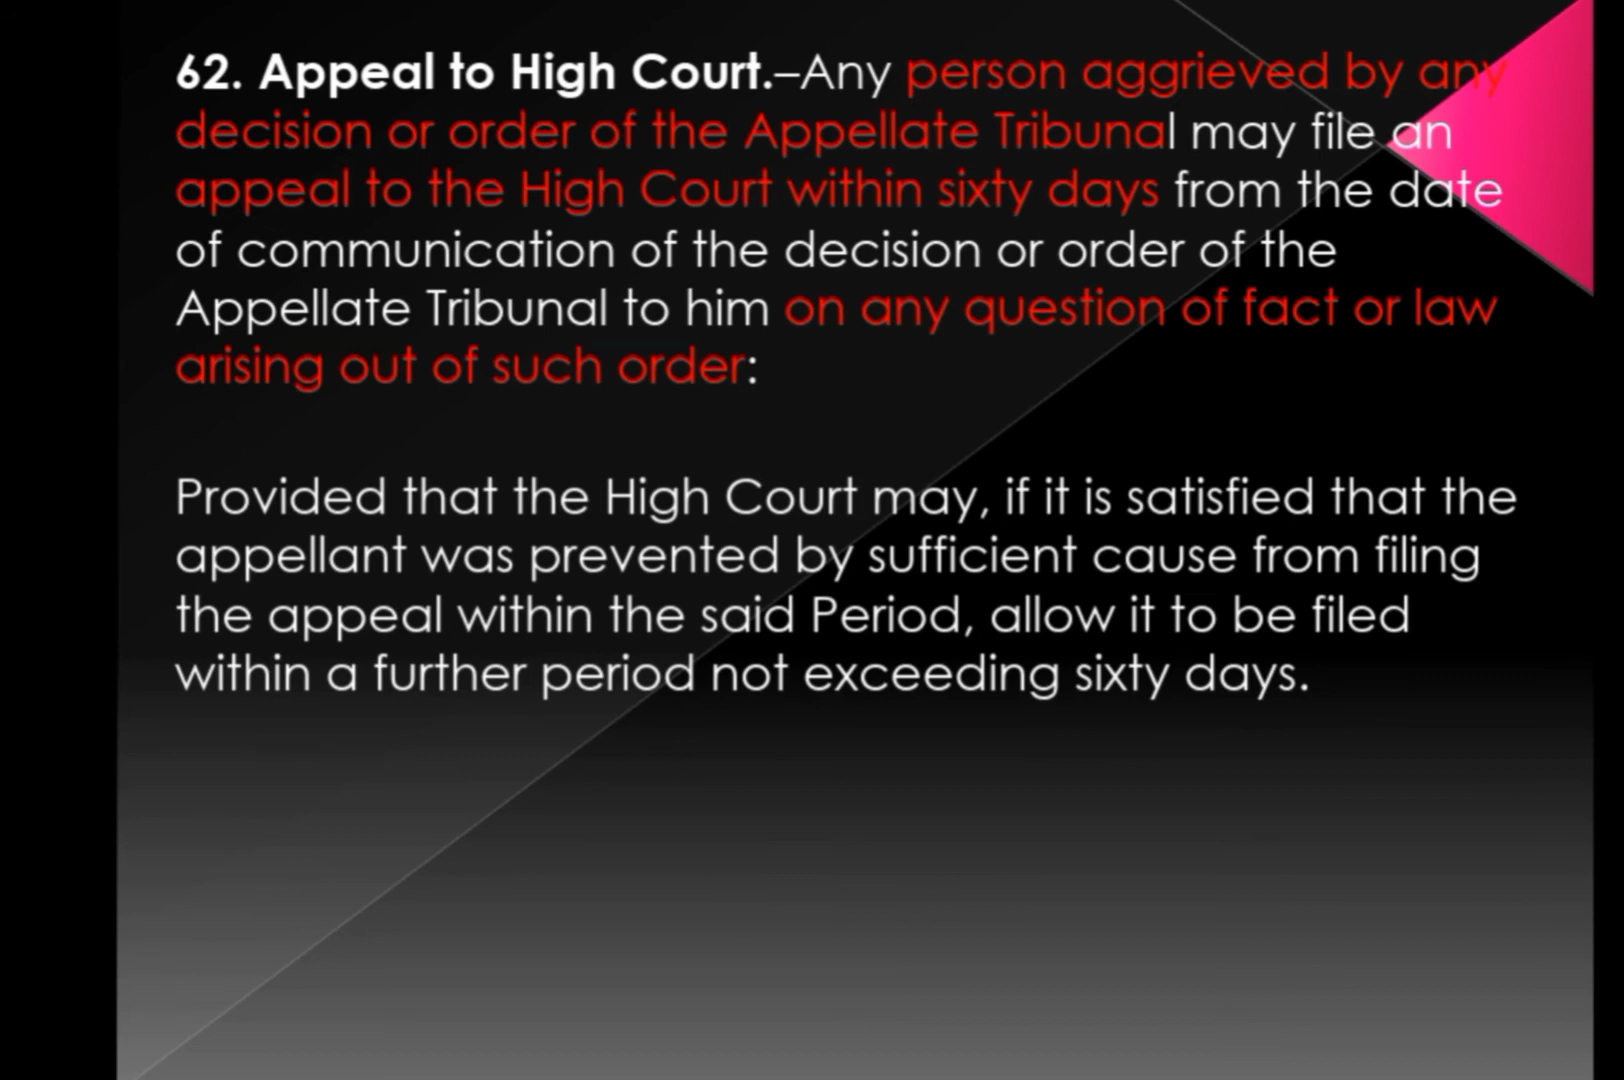 62. Appeal to High Court.–Any person aggrieved by any
decision or order of the Appellate Tribunal may file an
appeal to the High Court within sixty days from the date
of communication of the decision or order of the
Appellate Tribunal to him on any question of fact or law
arising out of such order:
Provided that the High Court may, if it is satisfied that the
appellant was prevented by sufficient cause from filing
the appeal within the said Period, allow it to be filed
within a further period not exceeding sixty days.